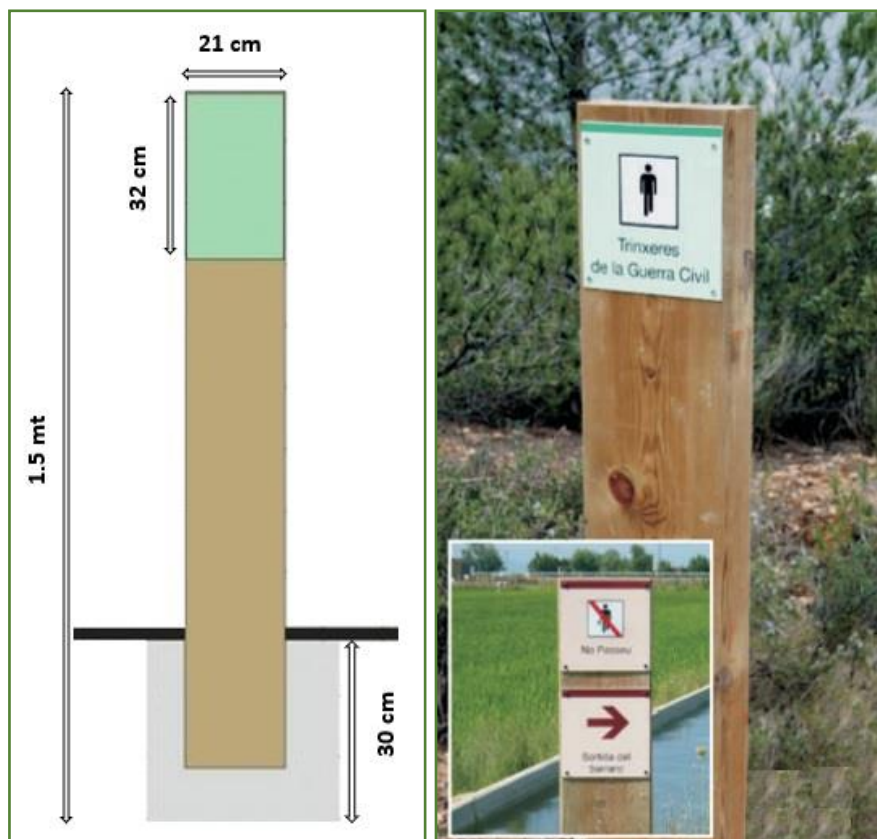 21 cm
32 cm
1.5 mt
30 cm
Trinxeres
de la Guerra Civil
No Passeu
Sortida del
barranc